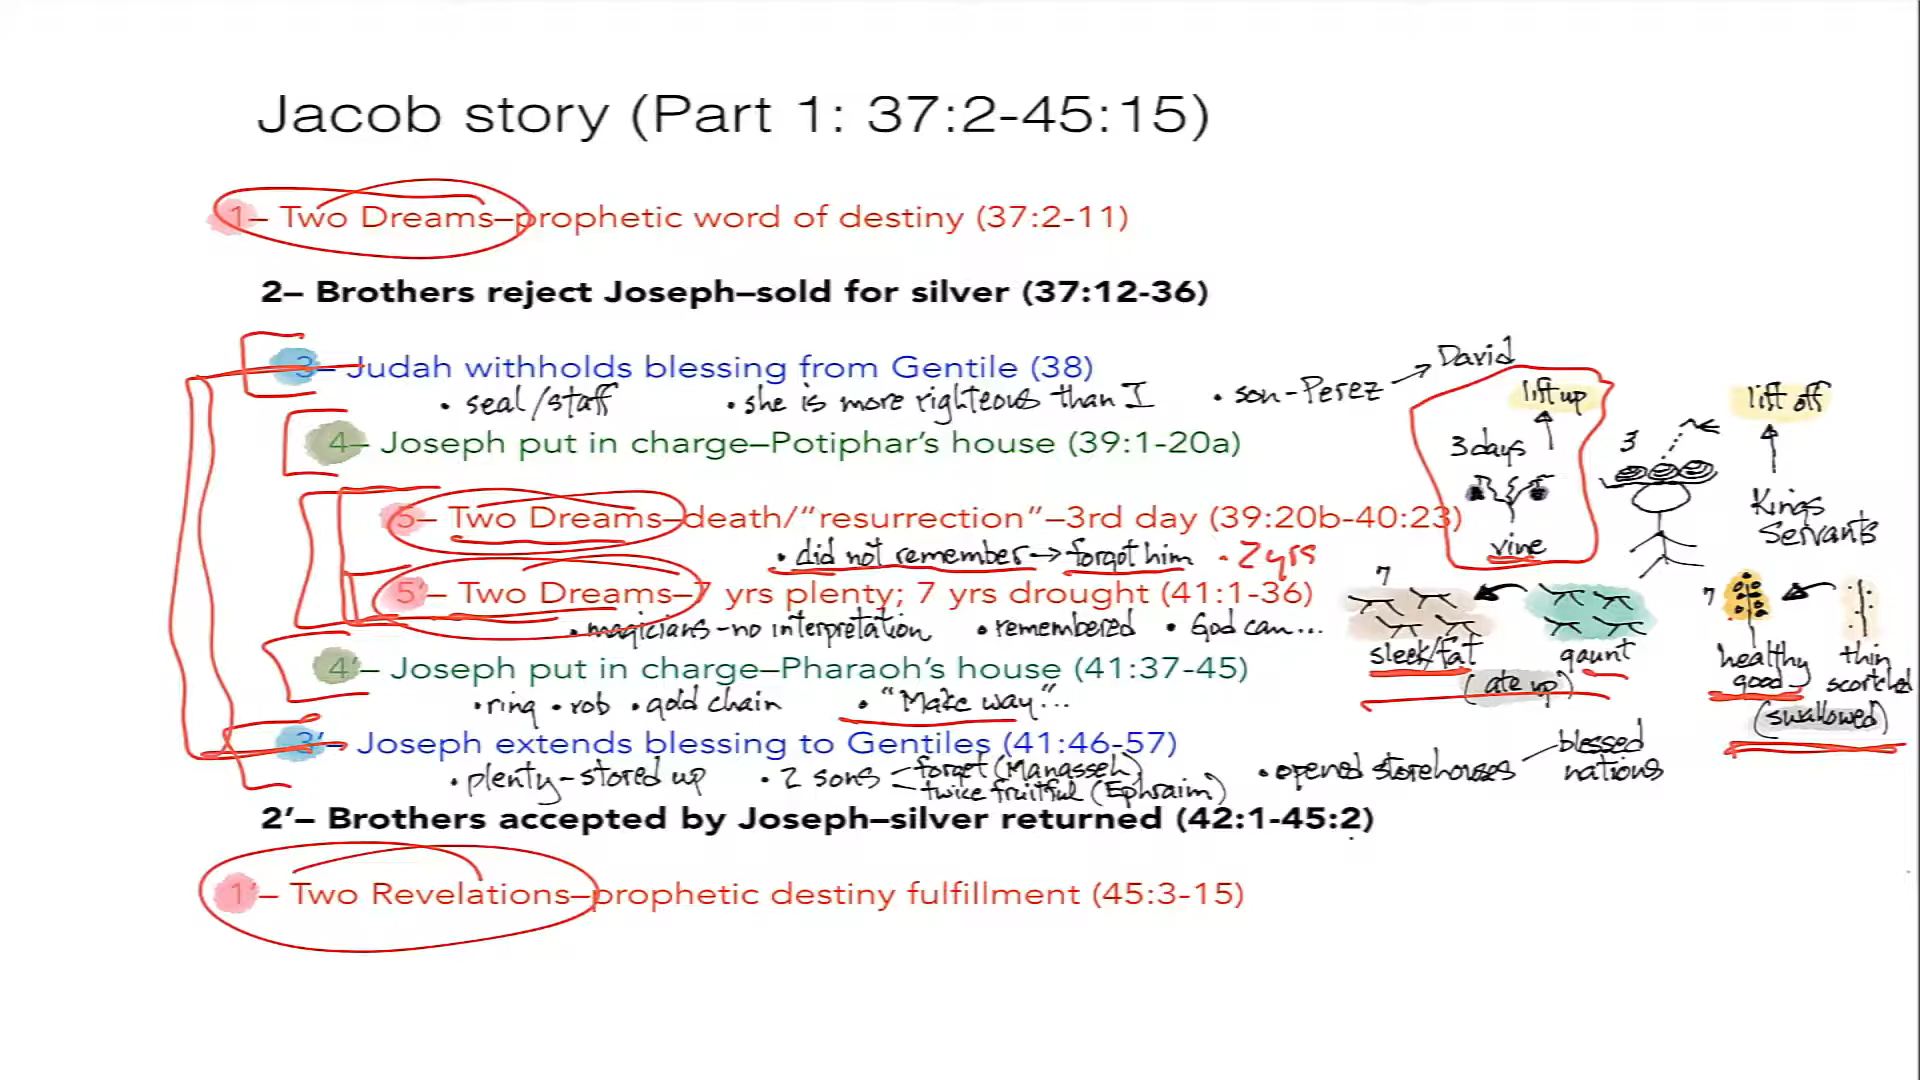 Jacob story (Part 1: 37:2-45:15)
1– Two Dreams–prophetic word of destiny (37:2-11)
2– Brothers reject Joseph–sold for silver (37:12-36)
3– Judah withholds blessing from Gentile (38)
• seal/staff • she is more righteous than I • son-Perez → David
4– Joseph put in charge–Potiphar's house (39:1-20a)
lift up
3 days
vine
3
lift off
Kings
Servants
5– Two Dreams–death/“resurrection”–3rd day (39:20b-40:23)
• did not remember → forgot him • 2 yrs
5'– Two Dreams–7 yrs plenty; 7 yrs drought (41:1-36)
• magicians-no interpretation • remembered • God can...
7
sleek/fat gaunt
(ate up)
7
healthy thin
good scorched
(swallowed)
4'– Joseph put in charge–Pharaoh's house (41:37-45)
• ring • rob • gold chain • “Make way”...
3'– Joseph extends blessing to Gentiles (41:46-57)
• plenty-stored up • 2 sons forget (Manasseh)
twice fruitful (Ephraim)
• opened storehouses blessed
nations
2'– Brothers accepted by Joseph–silver returned (42:1-45:2)
1'– Two Revelations–prophetic destiny fulfillment (45:3-15)